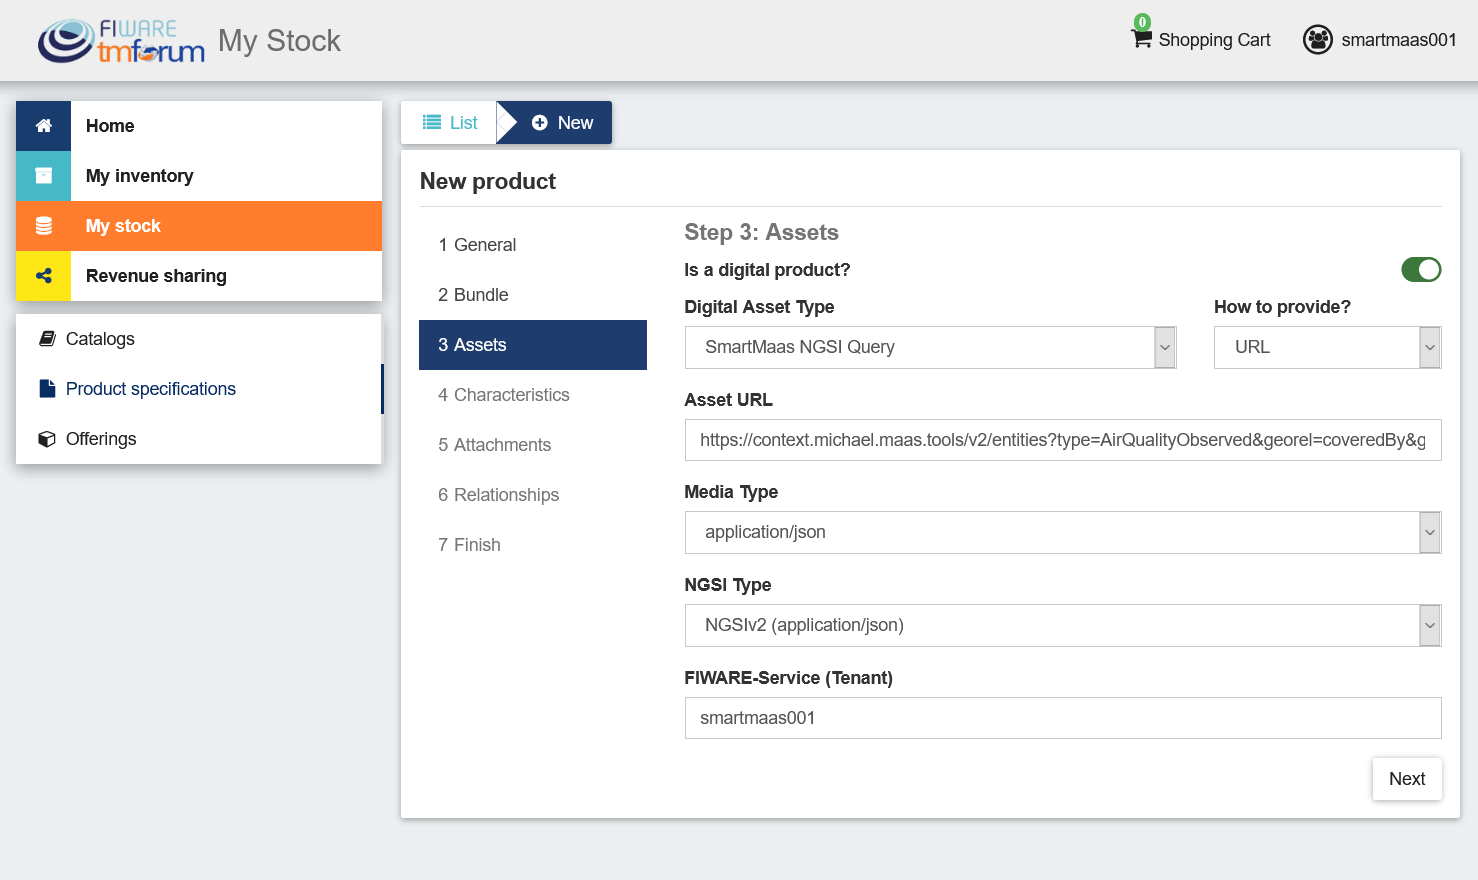 FIWARE
tmforum
My Stock
0
Shopping Cart
smartmaas001
Home
My inventory
My stock
Revenue sharing
Catalogs
Product specifications
Offerings
List
New
New product
1 General
2 Bundle
3 Assets
4 Characteristics
5 Attachments
6 Relationships
7 Finish
Step 3: Assets
Is a digital product?
Digital Asset Type
How to provide?
SmartMaas NGSI Query
URL
Asset URL
https://context.michael.maas.tools/v2/entities?type=AirQualityObserved&georel=coveredBy&g
Media Type
application/json
NGSI Type
NGSIv2 (application/json)
FIWARE-Service (Tenant)
smartmaas001
Next